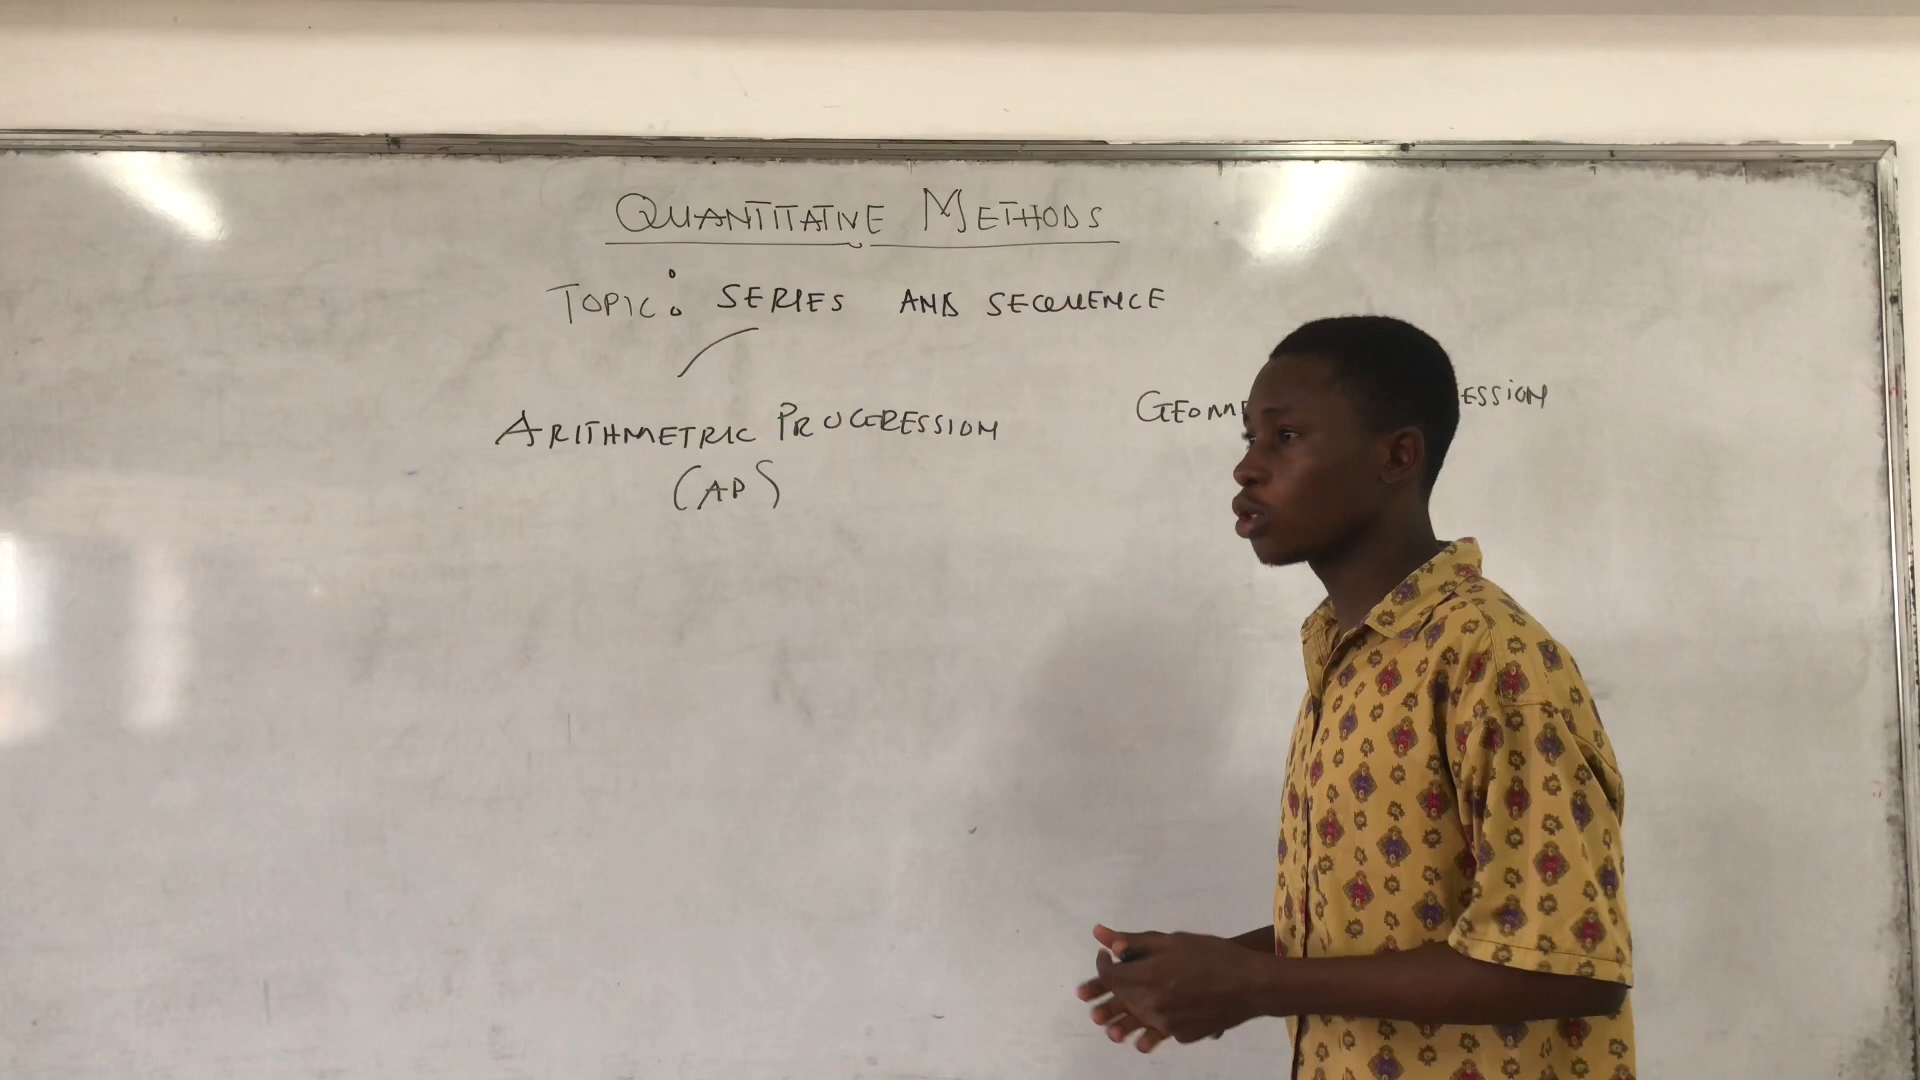 QUANTITATIVE METHODS
TOPIC: SERIES AND SEQUENCE
ARITHMETRIC PROGRESSION
(AP)